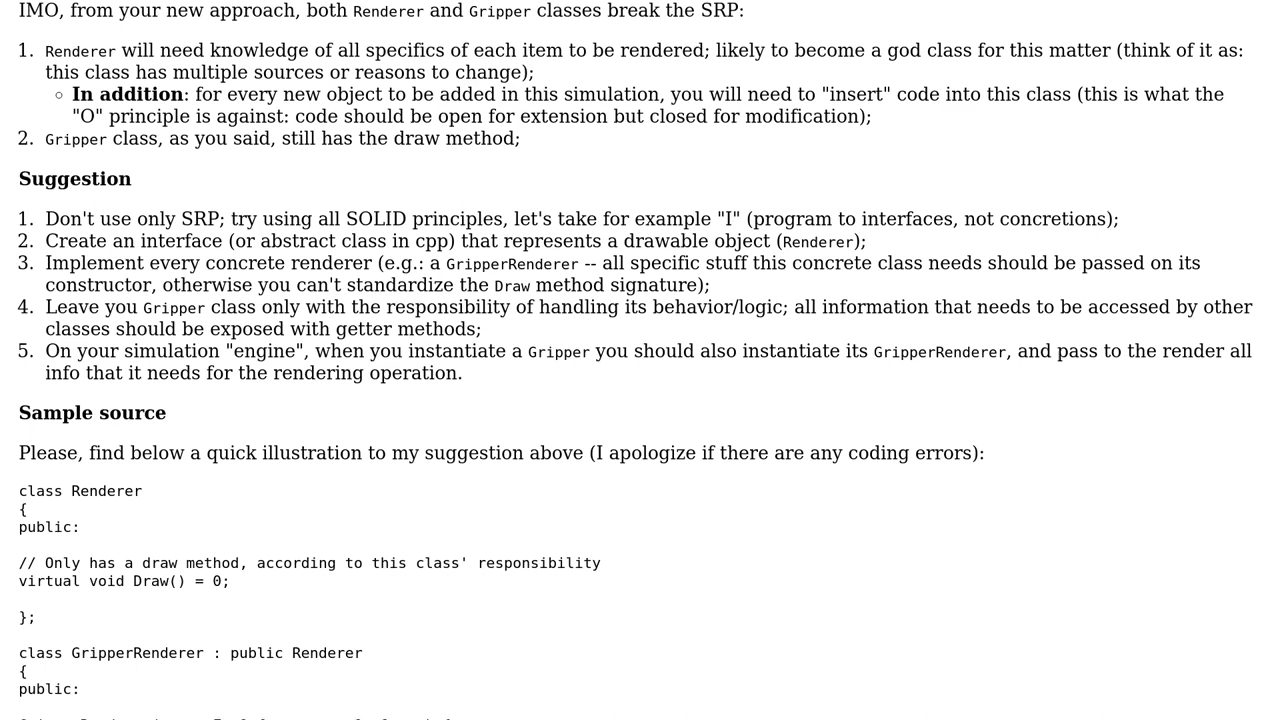 IMO, from your new approach, both Renderer and Gripper classes break the SRP:
1. Renderer will need knowledge of all specifics of each item to be rendered; likely to become a god class for this matter (think of it as:
this class has multiple sources or reasons to change);
◦ In addition: for every new object to be added in this simulation, you will need to "insert" code into this class (this is what the
"O" principle is against: code should be open for extension but closed for modification);
2. Gripper class, as you said, still has the draw method;
Suggestion
1. Don't use only SRP; try using all SOLID principles, let's take for example "I" (program to interfaces, not concretions);
2. Create an interface (or abstract class in cpp) that represents a drawable object (Renderer);
3. Implement every concrete renderer (e.g.: a GripperRenderer -- all specific stuff this concrete class needs should be passed on its
constructor, otherwise you can't standardize the Draw method signature);
4. Leave you Gripper class only with the responsibility of handling its behavior/logic; all information that needs to be accessed by other
classes should be exposed with getter methods;
5. On your simulation "engine", when you instantiate a Gripper you should also instantiate its GripperRenderer, and pass to the render all
info that it needs for the rendering operation.
Sample source
Please, find below a quick illustration to my suggestion above (I apologize if there are any coding errors):
class Renderer
{
public:
// Only has a draw method, according to this class' responsibility
virtual void Draw() = 0;
};
class GripperRenderer : public Renderer
{
public: